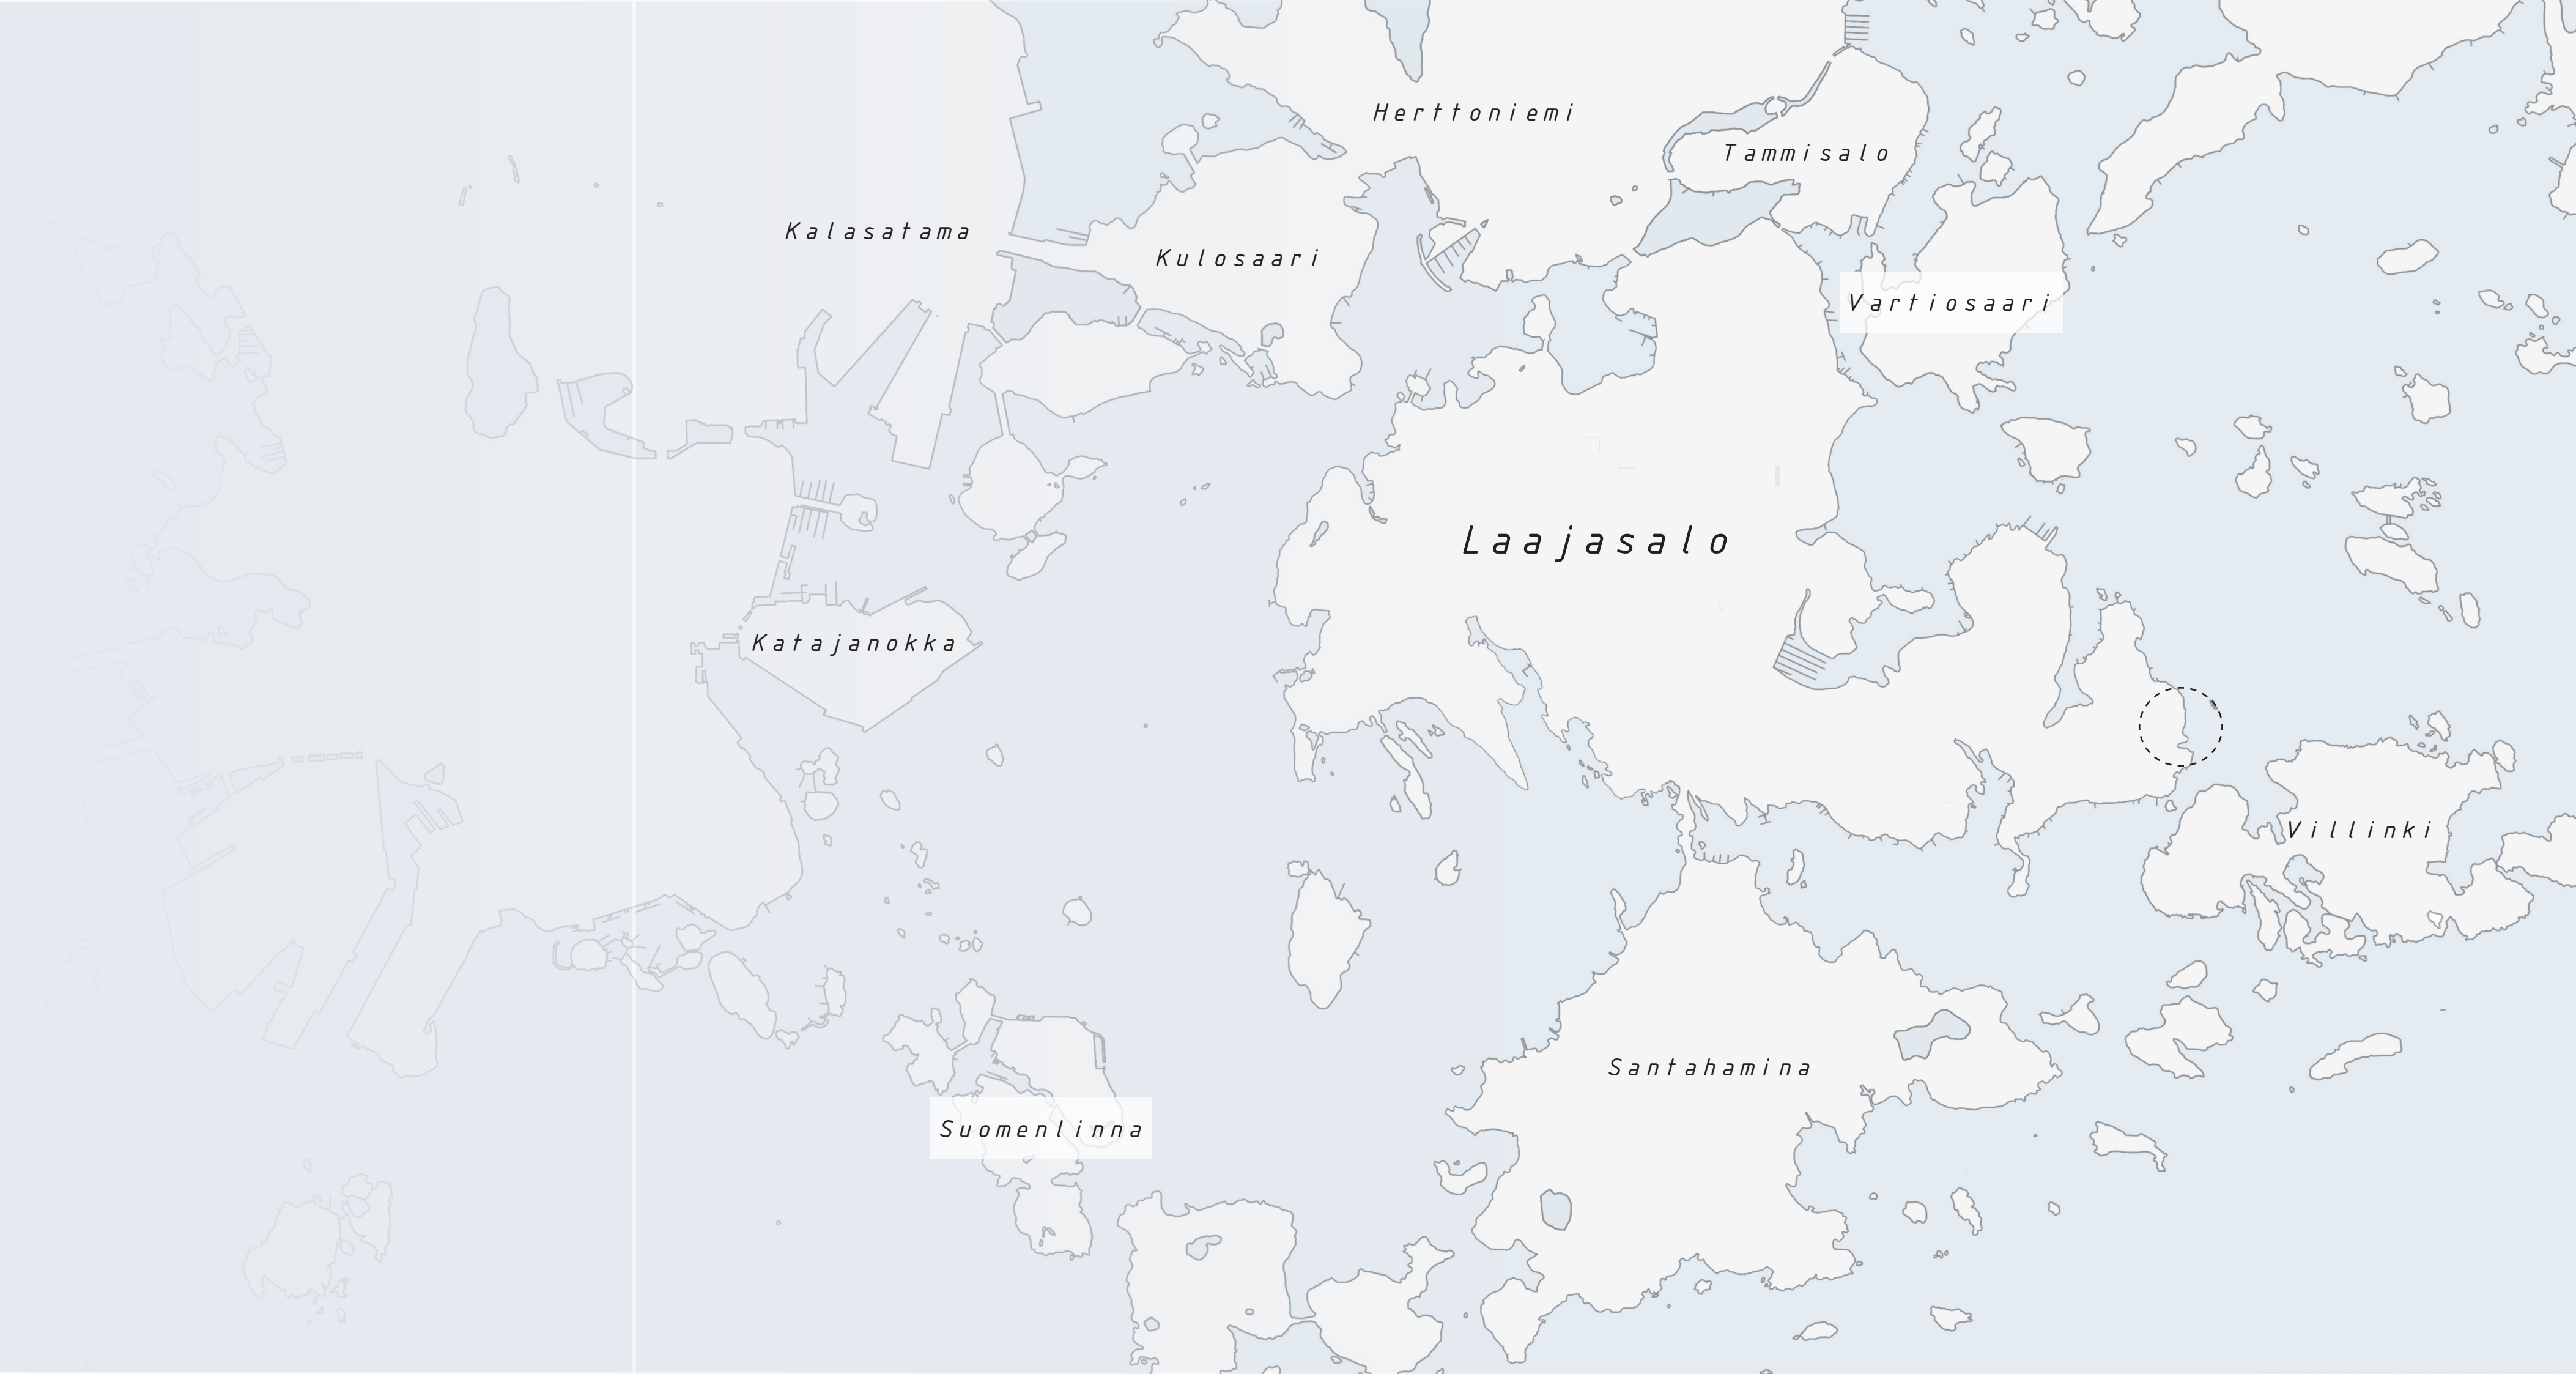 Herttoniemi
Tammisalo
Kalasatama
Kulosaari
Vartiosaari
Laajasalo
Katajanokka
Villinki
Santahamina
Suomenlinna